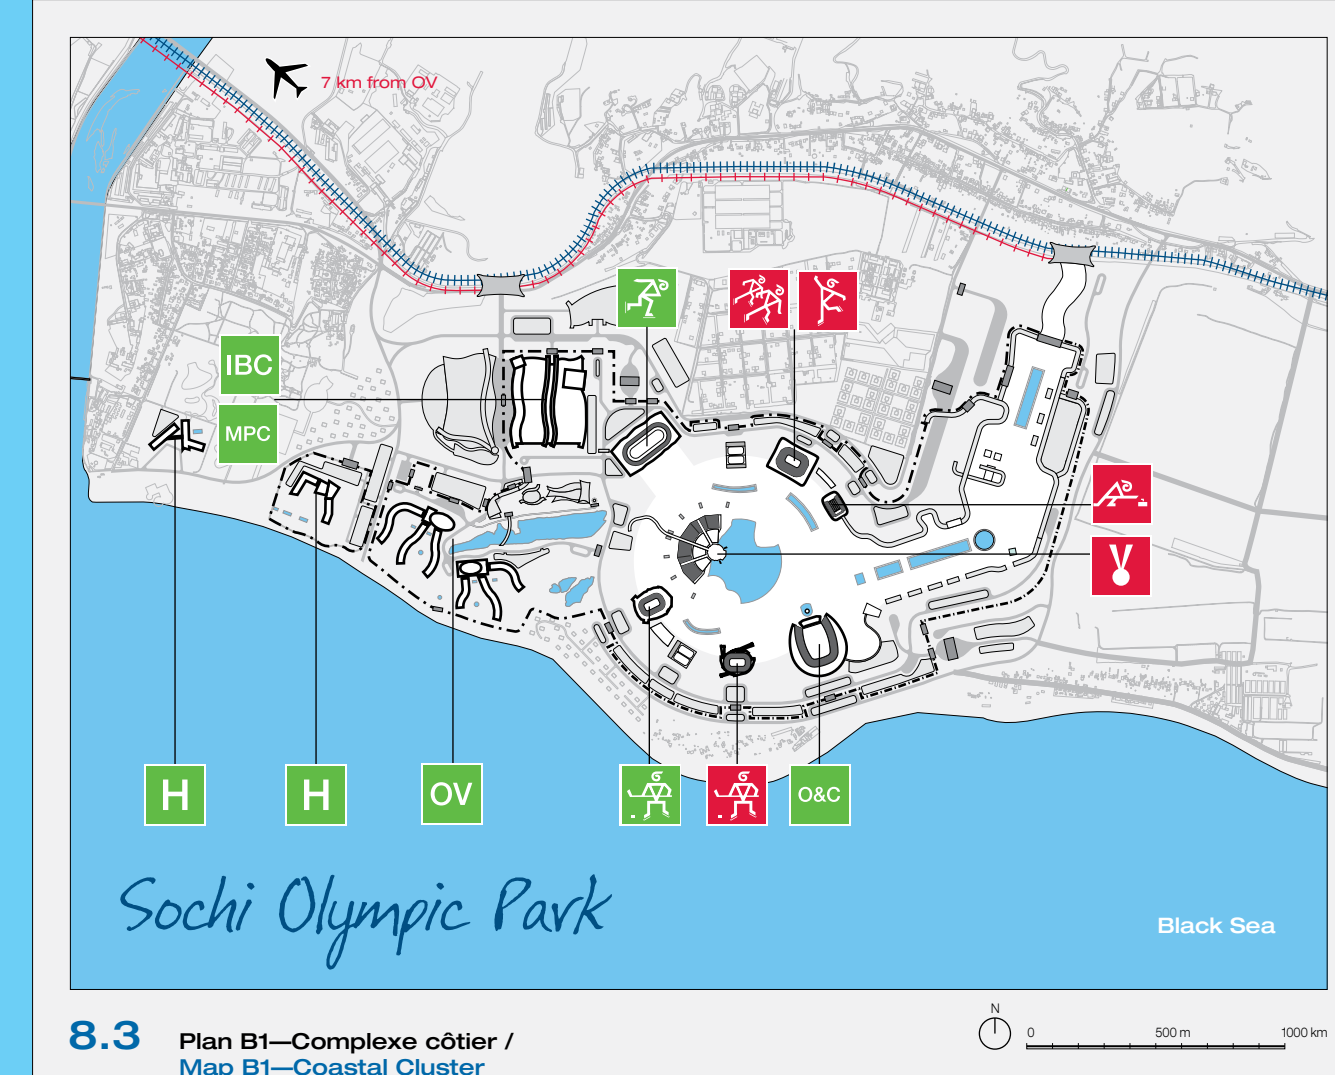 7 km from OV
IBC
MPC
H
H
OV
O&C
Sochi Olympic Park
Black Sea
N
0 500 m 1000 km
8.3 Plan B1—Complexe côtier /
Map B1—Coastal Cluster